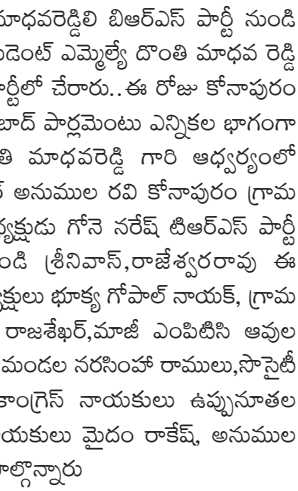 మాధవరెడ్డిలి బిఆర్ఎస్ పార్టీ నుండి
డెంట్ ఎమ్మెల్యే దొంతి మాధవ రెడ్డి
ర్టీలో చేరారు..ఈ రోజు కోనాపురం
బాద్ పార్లమెంటు ఎన్నికల భాగంగా
తి మాధవరెడ్డి గారి ఆధ్వర్యంలో
అనుముల రవి కోనాపురం గ్రామ
ధ్యక్షుడు గోనె నరేష్ టిఆర్ఎస్ పార్టీ
ండి శ్రీనివాస్,రాజేశ్వరరావు ఈ
క్షులు భూక్య గోపాల్ నాయక్, గ్రామ
రాజశేఖర్,మాజీ ఎంపిటిసి ఆవుల
మండల నరసింహా రాములు,సొసైటీ
కాంగ్రెస్ నాయకులు ఉప్పునూతల
యకులు మైదం రాకేష్, అనుముల
ాల్గొన్నారు